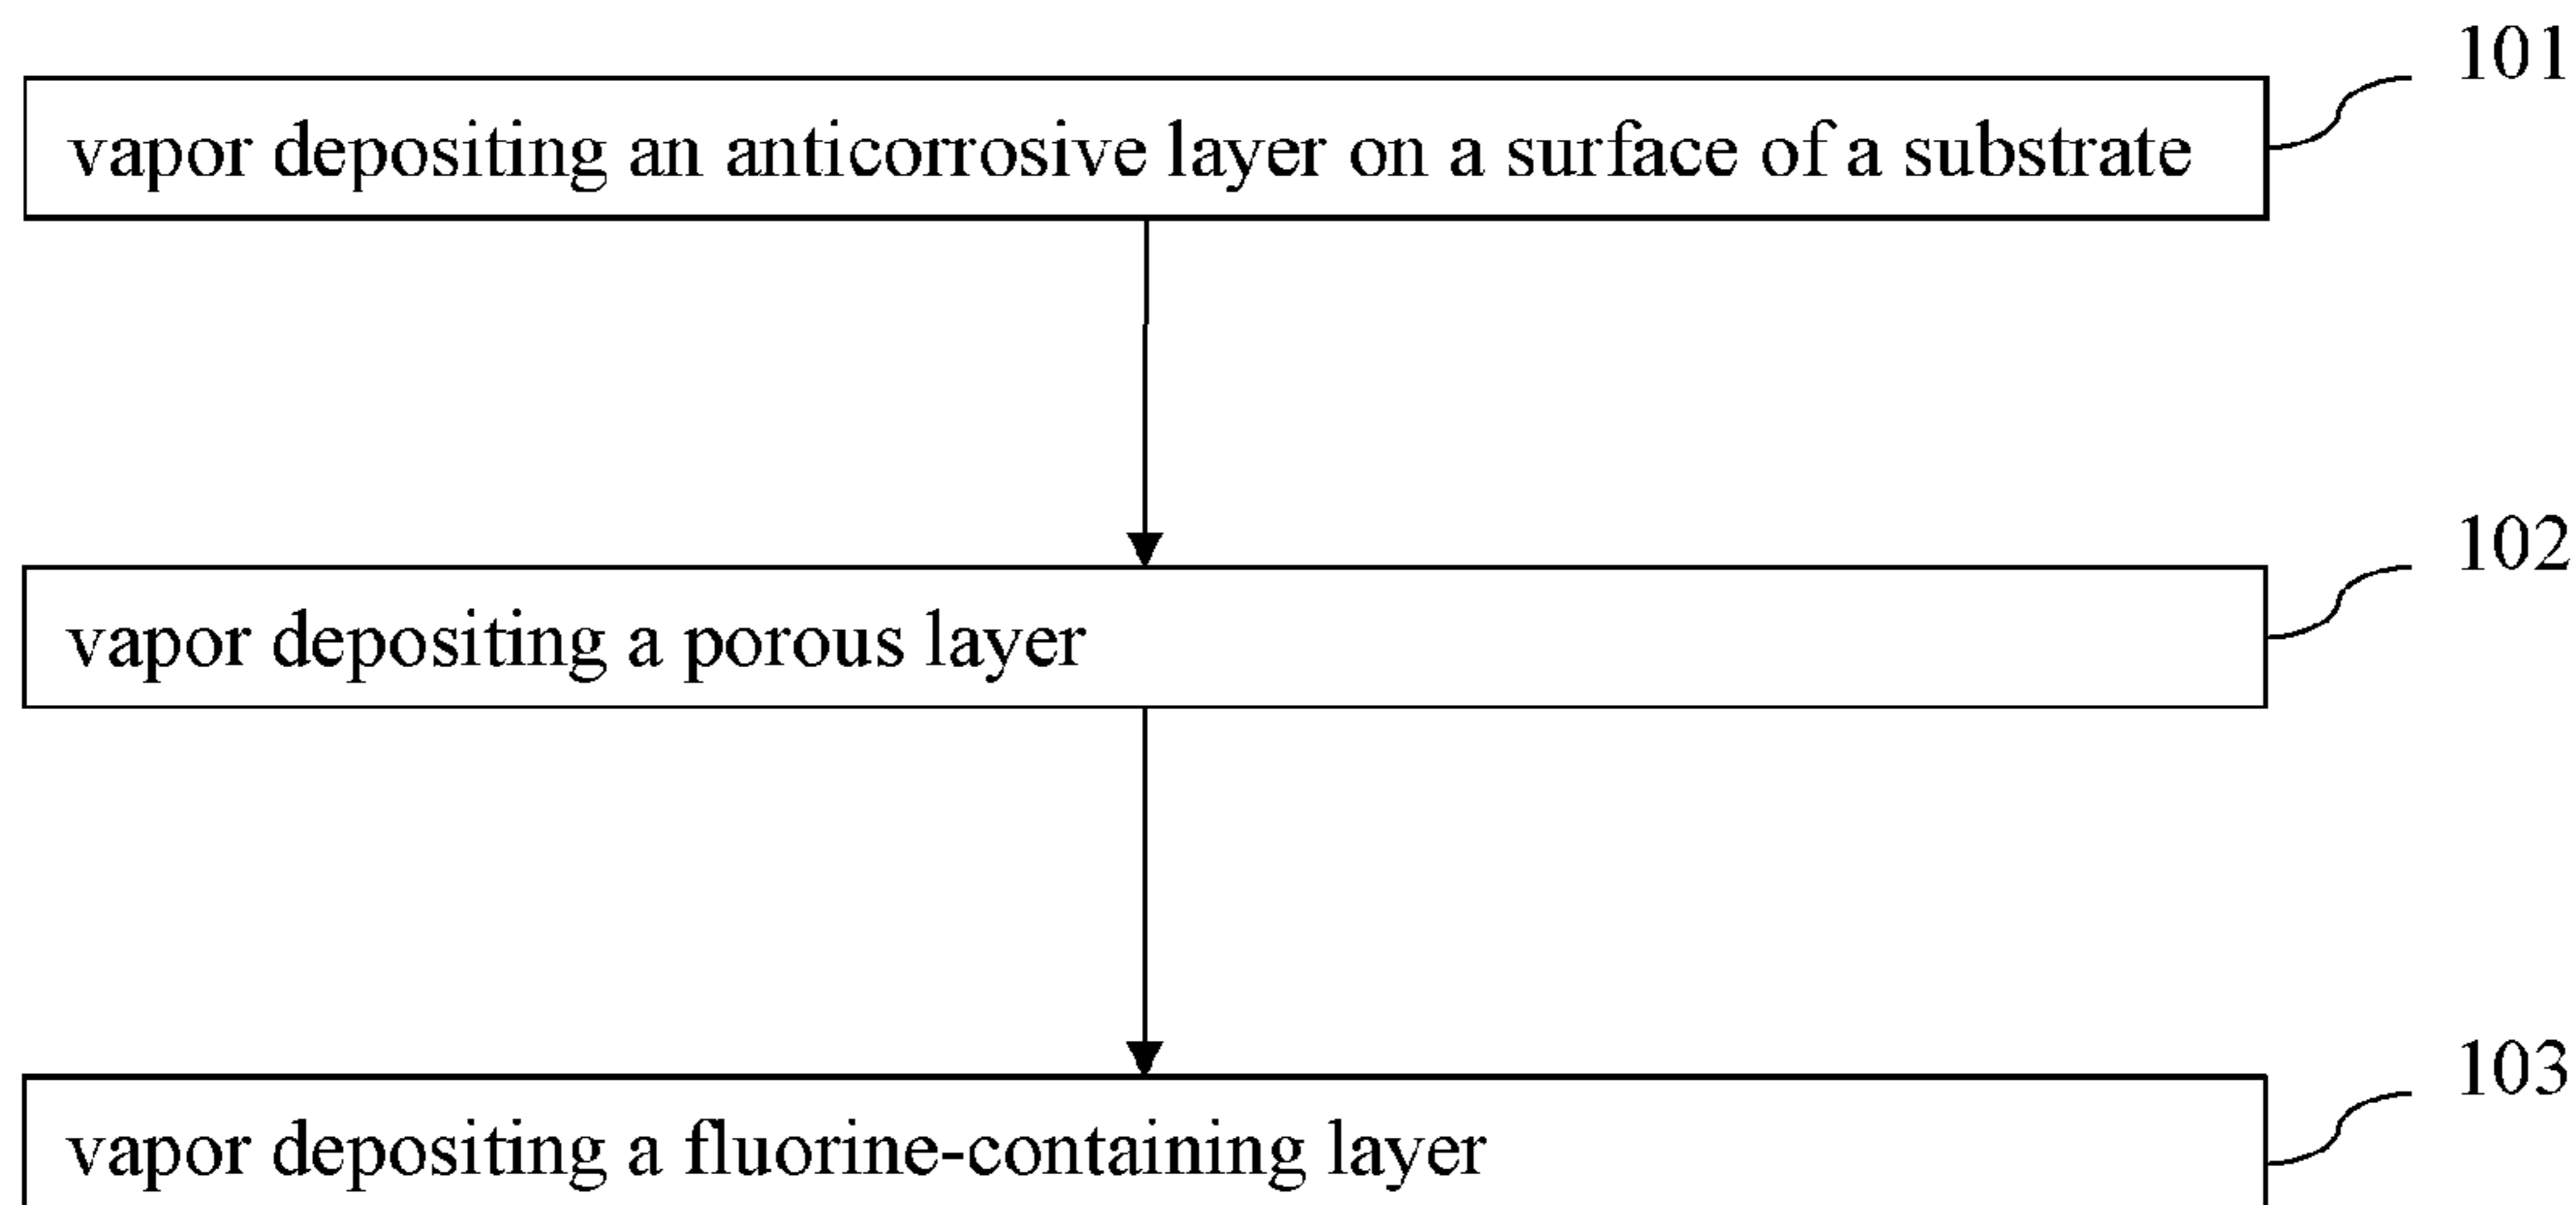 101
vapor depositing an anticorrosive layer on a surface of a substrate
102
vapor depositing a porous layer
103
vapor depositing a fluorine-containing layer